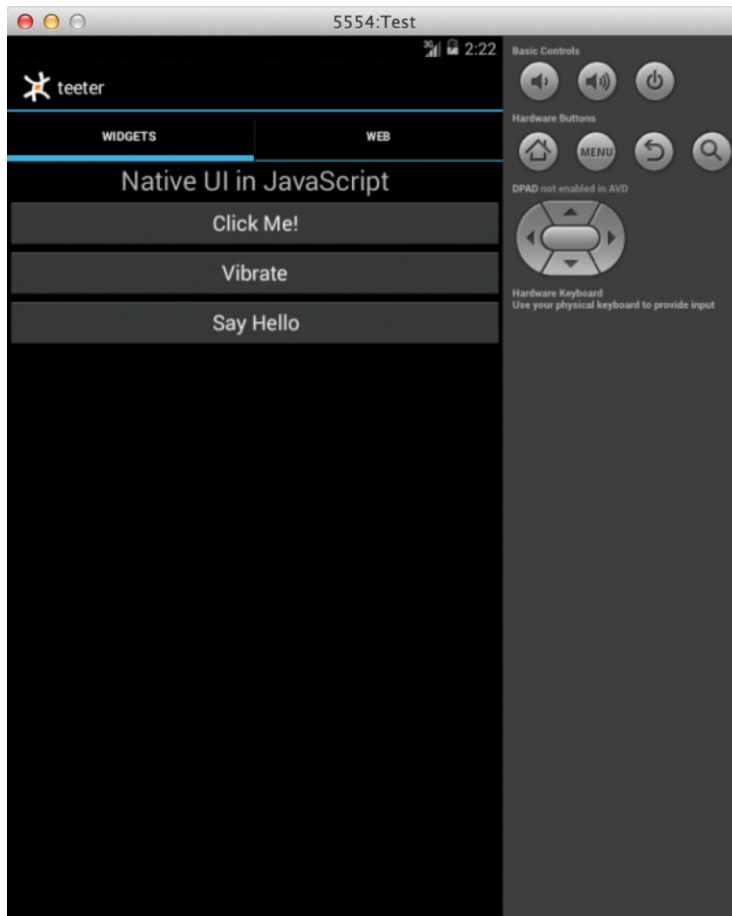 5554:Test
3G 2:22
teeter
WIDGETS WEB
Native UI in JavaScript
Click Me!
Vibrate
Say Hello
Basic Controls
Hardware Buttons
MENU
DPAD not enabled in AVD
Hardware Keyboard
Use your physical keyboard to provide input